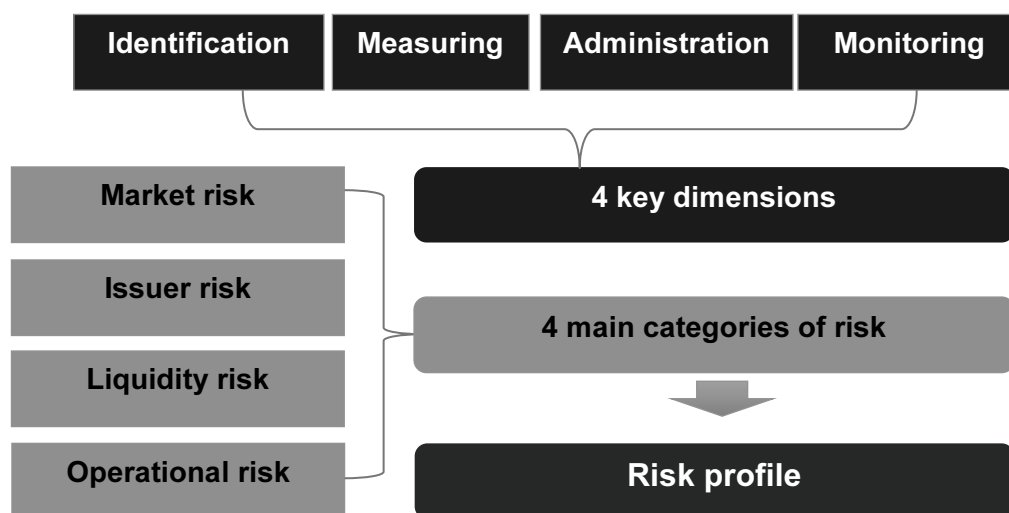 Identification
Measuring
Administration
Monitoring
Market risk
4 key dimensions
Issuer risk
4 main categories of risk
Liquidity risk
Operational risk
Risk profile